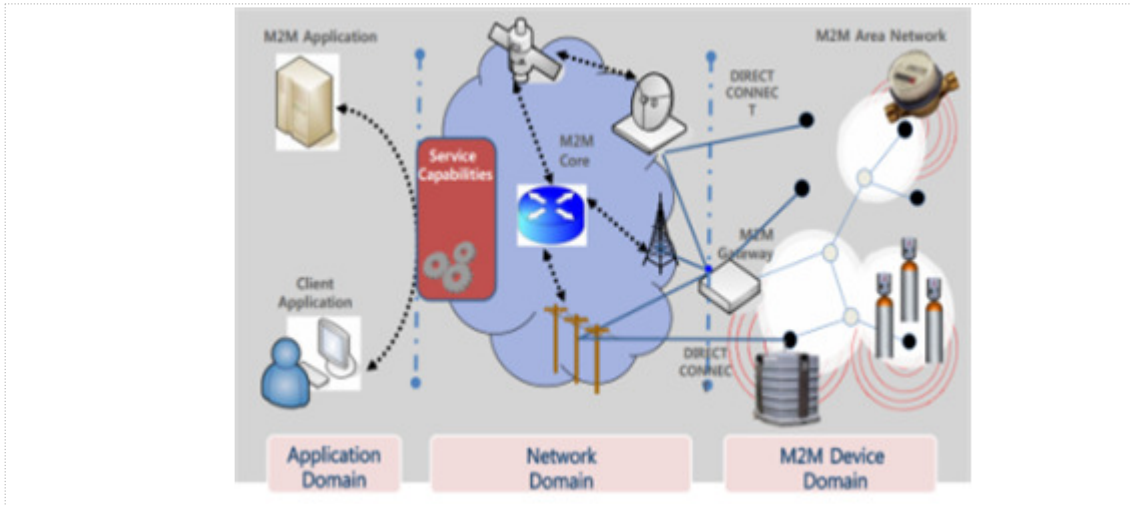 M2M Application
M2M Area Network
DIRECT
CONNEC
T
M2M
Core
Service
Capabilities
M2M
Gateway
Client
Application
DIRECT
CONNEC
Application
Domain
Network
Domain
M2M Device
Domain